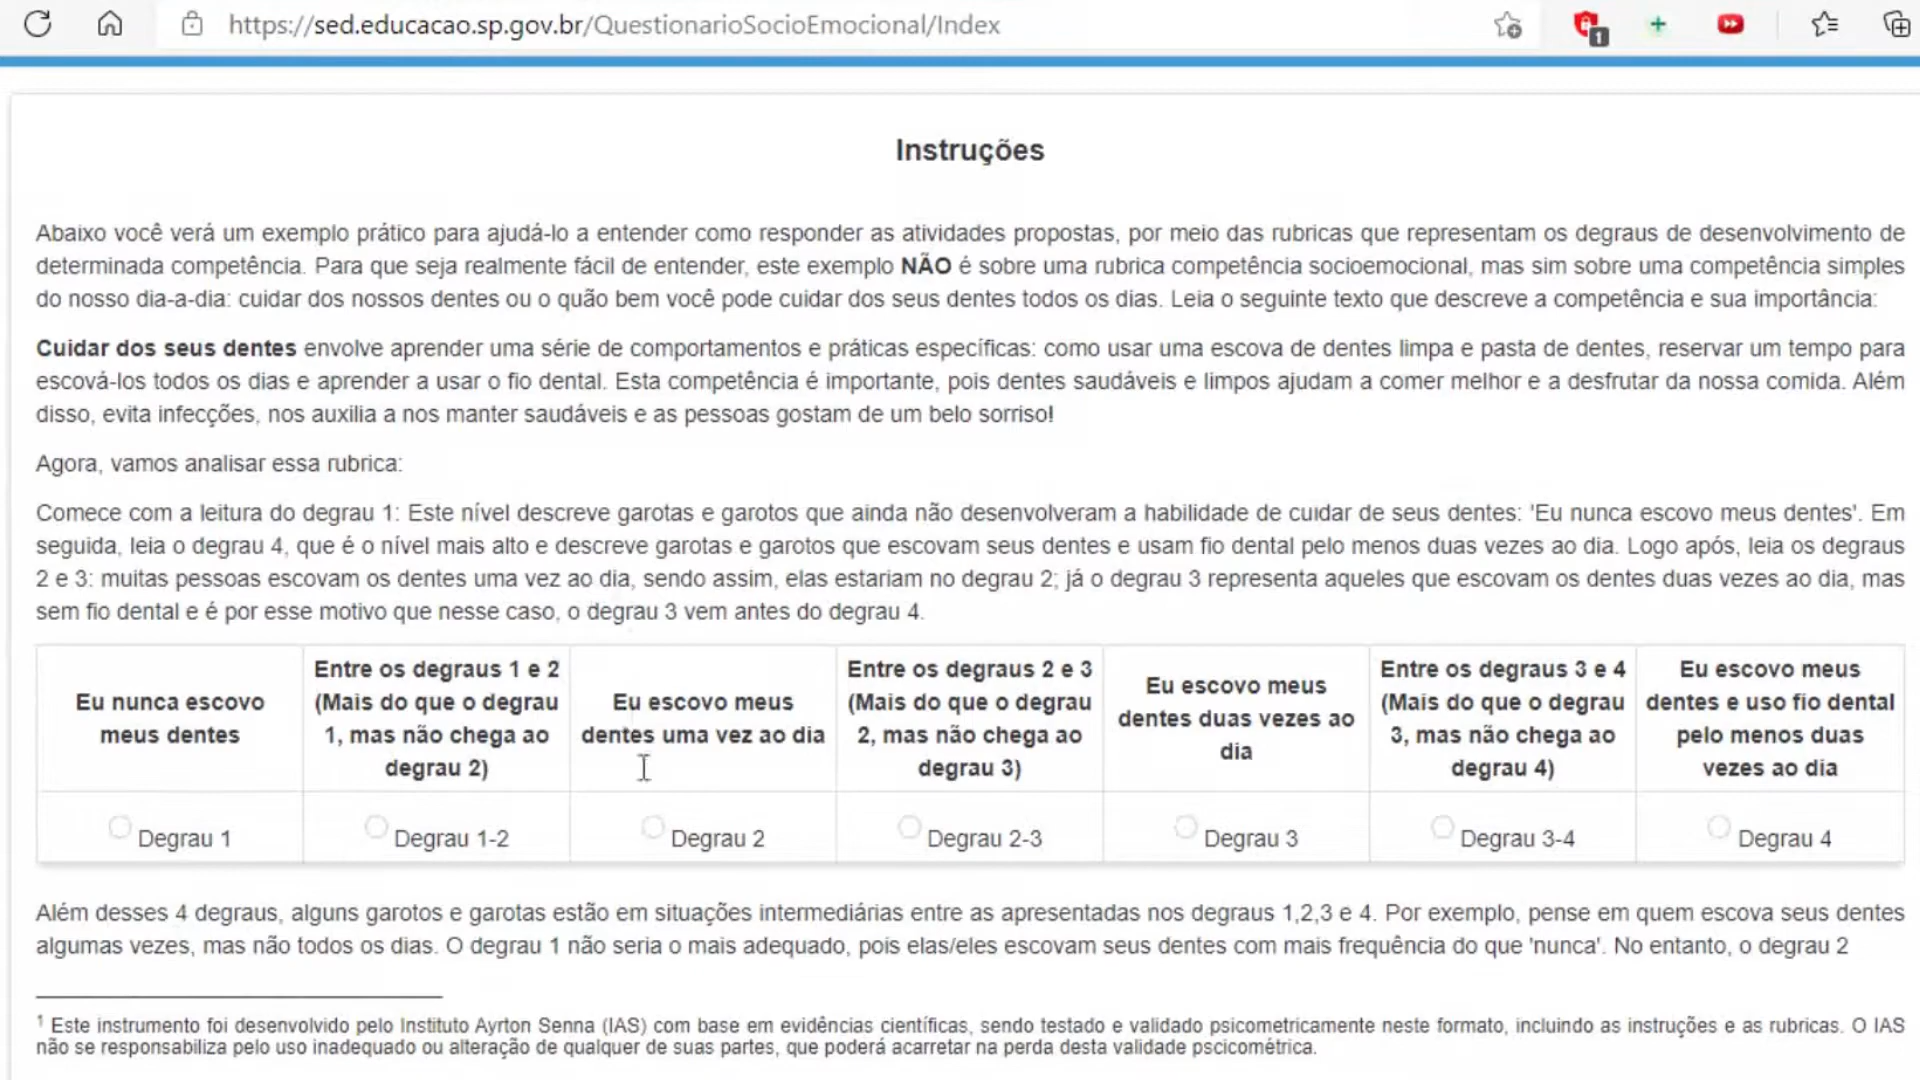 https://sed.educacao.sp.gov.br/QuestionarioSocioEmocional/Index
1
Instruções
Abaixo você verá um exemplo prático para ajudá-lo a entender como responder as atividades propostas, por meio das rubricas que representam os degraus de desenvolvimento de
determinada competência. Para que seja realmente fácil de entender, este exemplo NÃO é sobre uma rubrica competência socioemocional, mas sim sobre uma competência simples
do nosso dia-a-dia: cuidar dos nossos dentes ou o quão bem você pode cuidar dos seus dentes todos os dias. Leia o seguinte texto que descreve a competência e sua importância:
Cuidar dos seus dentes envolve aprender uma série de comportamentos e práticas específicas: como usar uma escova de dentes limpa e pasta de dentes, reservar um tempo para
escová-los todos os dias e aprender a usar o fio dental. Esta competência é importante, pois dentes saudáveis e limpos ajudam a comer melhor e a desfrutar da nossa comida. Além
disso, evita infecções, nos auxilia a nos manter saudáveis e as pessoas gostam de um belo sorriso!
Agora, vamos analisar essa rubrica:
Comece com a leitura do degrau 1: Este nível descreve garotas e garotos que ainda não desenvolveram a habilidade de cuidar de seus dentes: 'Eu nunca escovo meus dentes'. Em
seguida, leia o degrau 4, que é o nível mais alto e descreve garotas e garotos que escovam seus dentes e usam fio dental pelo menos duas vezes ao dia. Logo após, leia os degraus
2 e 3: muitas pessoas escovam os dentes uma vez ao dia, sendo assim, elas estariam no degrau 2; já o degrau 3 representa aqueles que escovam os dentes duas vezes ao dia, mas
sem fio dental e é por esse motivo que nesse caso, o degrau 3 vem antes do degrau 4.
Eu nunca escovo
meus dentes
Entre os degraus 1 e 2
(Mais do que o degrau
1, mas não chega ao
degrau 2)
Eu escovo meus
dentes uma vez ao dia
Entre os degraus 2 e 3
(Mais do que o degrau
2, mas não chega ao
degrau 3)
Eu escovo meus
dentes duas vezes ao
dia
Entre os degraus 3 e 4
(Mais do que o degrau
3, mas não chega ao
degrau 4)
Eu escovo meus
dentes e uso fio dental
pelo menos duas
vezes ao dia
Degrau 1
Degrau 1-2
Degrau 2
Degrau 2-3
Degrau 3
Degrau 3-4
Degrau 4
Além desses 4 degraus, alguns garotos e garotas estão em situações intermediárias entre as apresentadas nos degraus 1,2,3 e 4. Por exemplo, pense em quem escova seus dentes
algumas vezes, mas não todos os dias. O degrau 1 não seria o mais adequado, pois elas/eles escovam seus dentes com mais frequência do que 'nunca'. No entanto, o degrau 2
1 Este instrumento foi desenvolvido pelo Instituto Ayrton Senna (IAS) com base em evidências científicas, sendo testado e validado psicometricamente neste formato, incluindo as instruções e as rubricas. O IAS
não se responsabiliza pelo uso inadequado ou alteração de qualquer de suas partes, que poderá acarretar na perda desta validade pscicométrica.